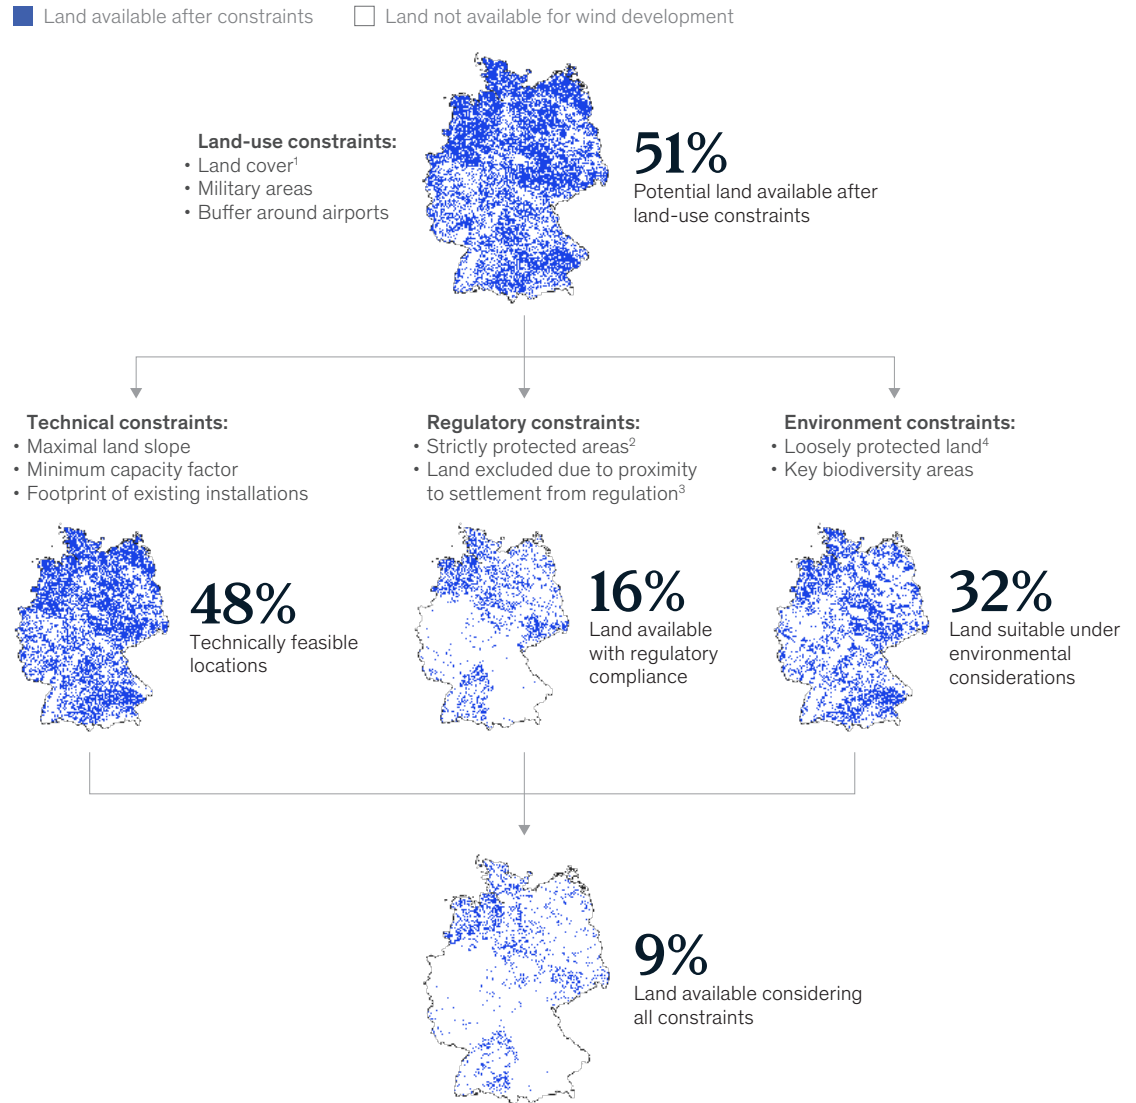 Land available after constraints
Land not available for wind development
Land-use constraints:
• Land cover¹
• Military areas
• Buffer around airports
51%
Potential land available after
land-use constraints
Technical constraints:
• Maximal land slope
• Minimum capacity factor
• Footprint of existing installations
48%
Technically feasible
locations
Regulatory constraints:
• Strictly protected areas²
• Land excluded due to proximity
to settlement from regulation³
16%
Land available
with regulatory
compliance
Environment constraints:
• Loosely protected land⁴
• Key biodiversity areas
32%
Land suitable under
environmental
considerations
9%
Land available considering
all constraints